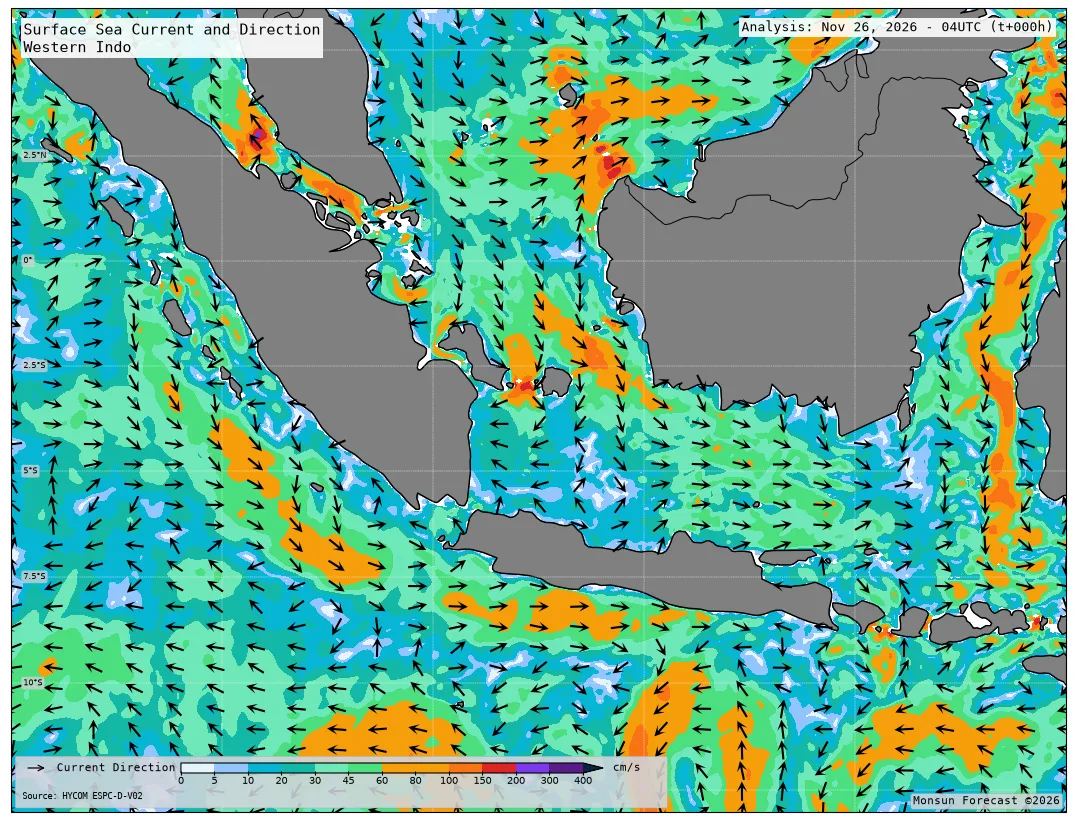 Surface Sea Current and Direction
Western Indo
Analysis: Nov 26, 2026 - 04UTC (t+000h)
2.5°N
0°
2.5°S
5°S
7.5°S
10°S
Current Direction
0 5 10 20 30 45 60 80 100 150 200 300 400 cm/s
Source: HYCOM ESPC-D-V02
Monsun Forecast ©2026